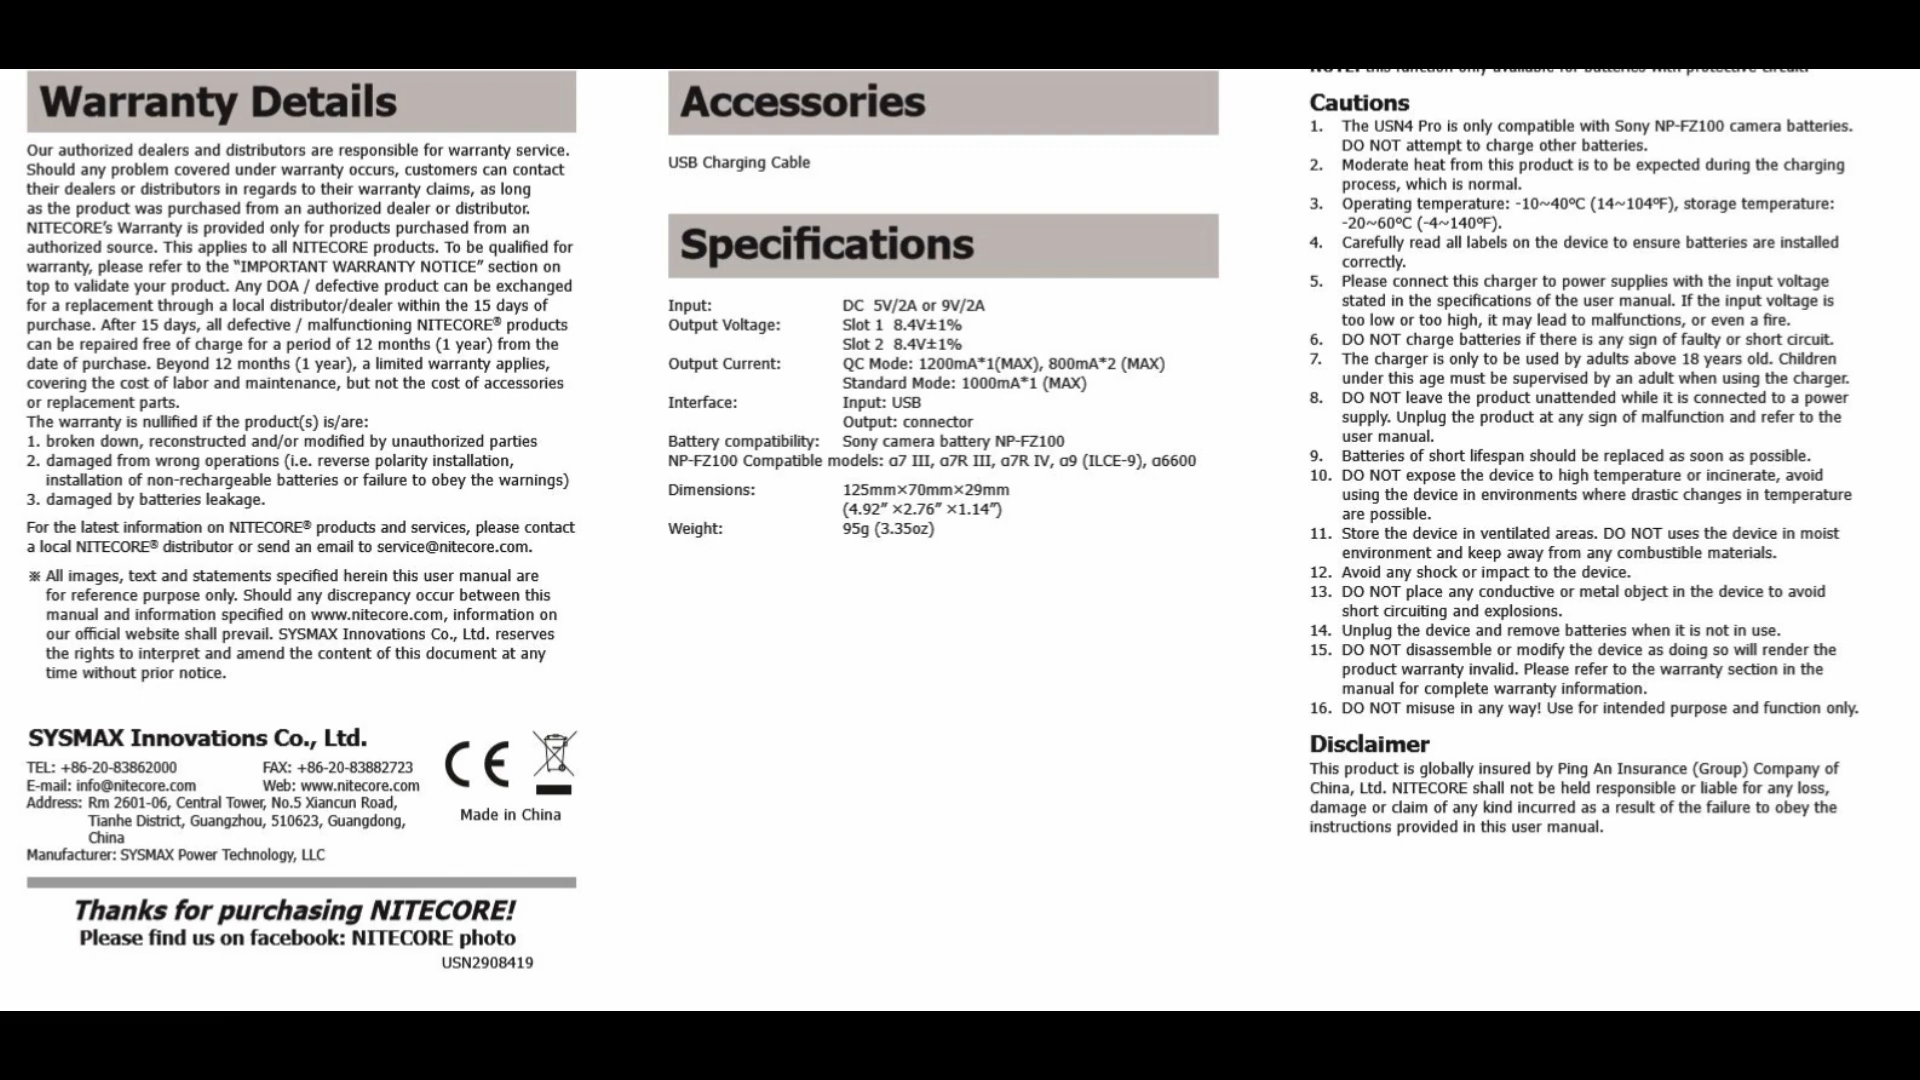 Warranty Details
Our authorized dealers and distributors are responsible for warranty service.
Should any problem covered under warranty occurs, customers can contact
their dealers or distributors in regards to their warranty claims, as long
as the product was purchased from an authorized dealer or distributor.
NITECORE’s Warranty is provided only for products purchased from an
authorized source. This applies to all NITECORE products. To be qualified for
warranty, please refer to the “IMPORTANT WARRANTY NOTICE” section on
top to validate your product. Any DOA / defective product can be exchanged
for a replacement through a local distributor/dealer within the 15 days of
purchase. After 15 days, all defective / malfunctioning NITECORE® products
can be repaired free of charge for a period of 12 months (1 year) from the
date of purchase. Beyond 12 months (1 year), a limited warranty applies,
covering the cost of labor and maintenance, but not the cost of accessories
or replacement parts.
The warranty is nullified if the product(s) is/are:
1. broken down, reconstructed and/or modified by unauthorized parties
2. damaged from wrong operations (i.e. reverse polarity installation,
installation of non-rechargeable batteries or failure to obey the warnings)
3. damaged by batteries leakage.
For the latest information on NITECORE® products and services, please contact
a local NITECORE® distributor or send an email to service@nitecore.com.
※ All images, text and statements specified herein this user manual are
for reference purpose only. Should any discrepancy occur between this
manual and information specified on www.nitecore.com, information on
our official website shall prevail. SYSMAX Innovations Co., Ltd. reserves
the rights to interpret and amend the content of this document at any
time without prior notice.
SYSMAX Innovations Co., Ltd.
TEL: +86-20-83862000 FAX: +86-20-83882723
E-mail: info@nitecore.com Web: www.nitecore.com
Address: Rm 2601-06, Central Tower, No.5 Xiancun Road,
Tianhe District, Guangzhou, 510623, Guangdong,
China
Manufacturer: SYSMAX Power Technology, LLC
CE
Made in China
Thanks for purchasing NITECORE!
Please find us on facebook: NITECORE photo
USN2908419
Accessories
USB Charging Cable
Specifications
Input: DC 5V/2A or 9V/2A
Output Voltage: Slot 1 8.4V±1%
Slot 2 8.4V±1%
Output Current: QC Mode: 1200mA*1(MAX), 800mA*2 (MAX)
Standard Mode: 1000mA*1 (MAX)
Interface: Input: USB
Output: connector
Battery compatibility: Sony camera battery NP-FZ100
NP-FZ100 Compatible models: α7 III, α7R III, α7R IV, α9 (ILCE-9), α6600
Dimensions: 125mm×70mm×29mm
(4.92” ×2.76” ×1.14”)
Weight: 95g (3.35oz)
NOTE: this function only available for batteries with protective circuit.
Cautions
1. The USN4 Pro is only compatible with Sony NP-FZ100 camera batteries.
DO NOT attempt to charge other batteries.
2. Moderate heat from this product is to be expected during the charging
process, which is normal.
3. Operating temperature: -10~40ºC (14~104ºF), storage temperature:
-20~60ºC (-4~140ºF).
4. Carefully read all labels on the device to ensure batteries are installed
correctly.
5. Please connect this charger to power supplies with the input voltage
stated in the specifications of the user manual. If the input voltage is
too low or too high, it may lead to malfunctions, or even a fire.
6. DO NOT charge batteries if there is any sign of faulty or short circuit.
7. The charger is only to be used by adults above 18 years old. Children
under this age must be supervised by an adult when using the charger.
8. DO NOT leave the product unattended while it is connected to a power
supply. Unplug the product at any sign of malfunction and refer to the
user manual.
9. Batteries of short lifespan should be replaced as soon as possible.
10. DO NOT expose the device to high temperature or incinerate, avoid
using the device in environments where drastic changes in temperature
are possible.
11. Store the device in ventilated areas. DO NOT uses the device in moist
environment and keep away from any combustible materials.
12. Avoid any shock or impact to the device.
13. DO NOT place any conductive or metal object in the device to avoid
short circuiting and explosions.
14. Unplug the device and remove batteries when it is not in use.
15. DO NOT disassemble or modify the device as doing so will render the
product warranty invalid. Please refer to the warranty section in the
manual for complete warranty information.
16. DO NOT misuse in any way! Use for intended purpose and function only.
Disclaimer
This product is globally insured by Ping An Insurance (Group) Company of
China, Ltd. NITECORE shall not be held responsible or liable for any loss,
damage or claim of any kind incurred as a result of the failure to obey the
instructions provided in this user manual.